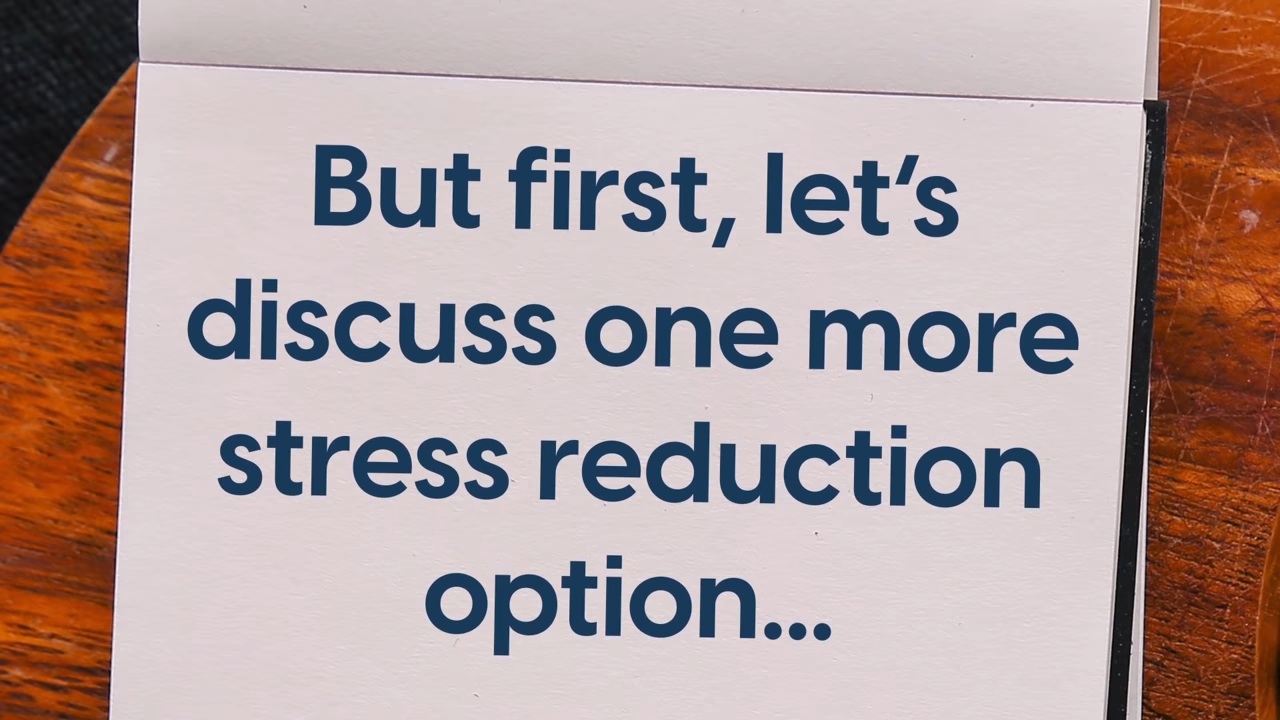 But first, let's
discuss one more
stress reduction
option...